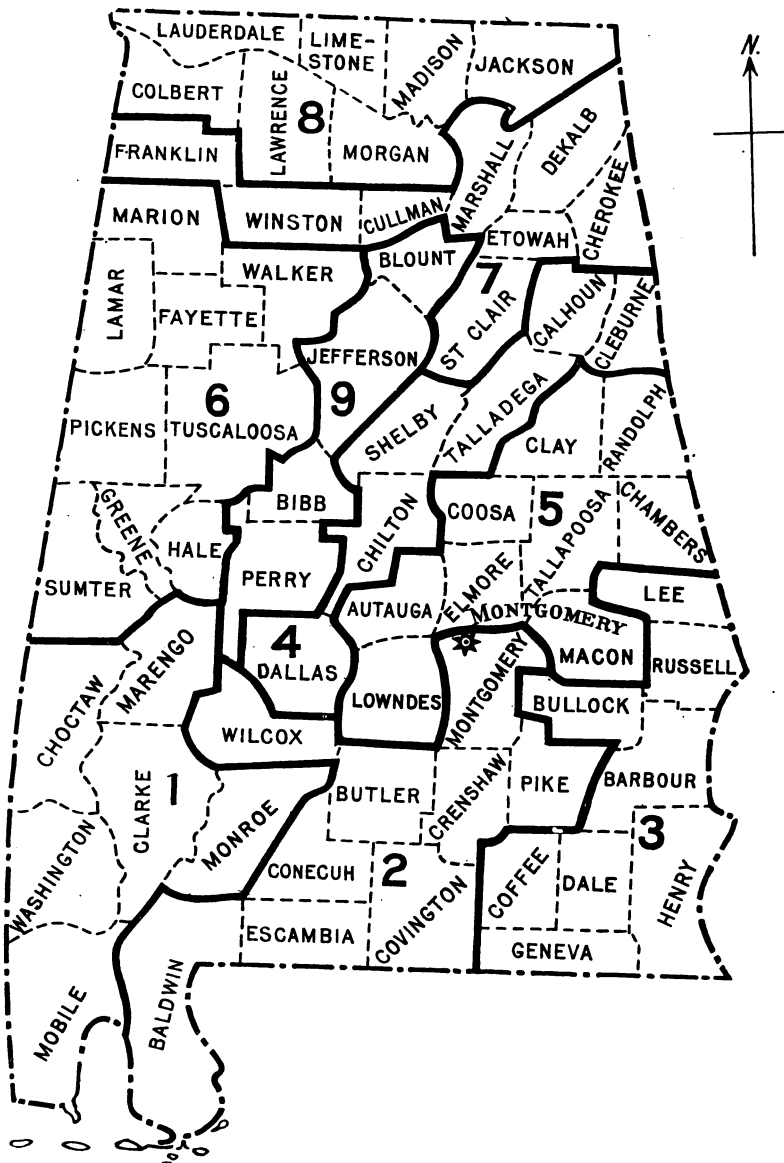 LAUDERDALE
LIME-
STONE
MADISON
JACKSON
N.
COLBERT
LAWRENCE
8
MORGAN
FRANKLIN
MARSHALL
DEKALB
CHEROKEE
MARION
WINSTON
CULLMAN
ETOWAH
BLOUNT
7
WALKER
LAMAR
FAYETTE
ST CLAIR
CALHOUN
CLEBURNE
JEFFERSON
6
9
PICKENS
TUSCALOOSA
SHELBY
TALLADEGA
CLAY
RANDOLPH
BIBB
CHILTON
COOSA
5
TALLAPOOSA
CHAMBERS
GREENE
HALE
SUMTER
PERRY
AUTAUGA
ELMORE
MONTGOMERY
LEE
4
DALLAS
MACON
RUSSELL
MARENGO
CHOCTAW
LOWNDES
MONTGOMERY
BULLOCK
WILCOX
CLARKE
1
MONROE
BUTLER
CRENSHAW
PIKE
BARBOUR
WASHINGTON
CONECUH
2
COVINGTON
COFFEE
DALE
3
HENRY
ESCAMBIA
GENEVA
MOBILE
BALDWIN